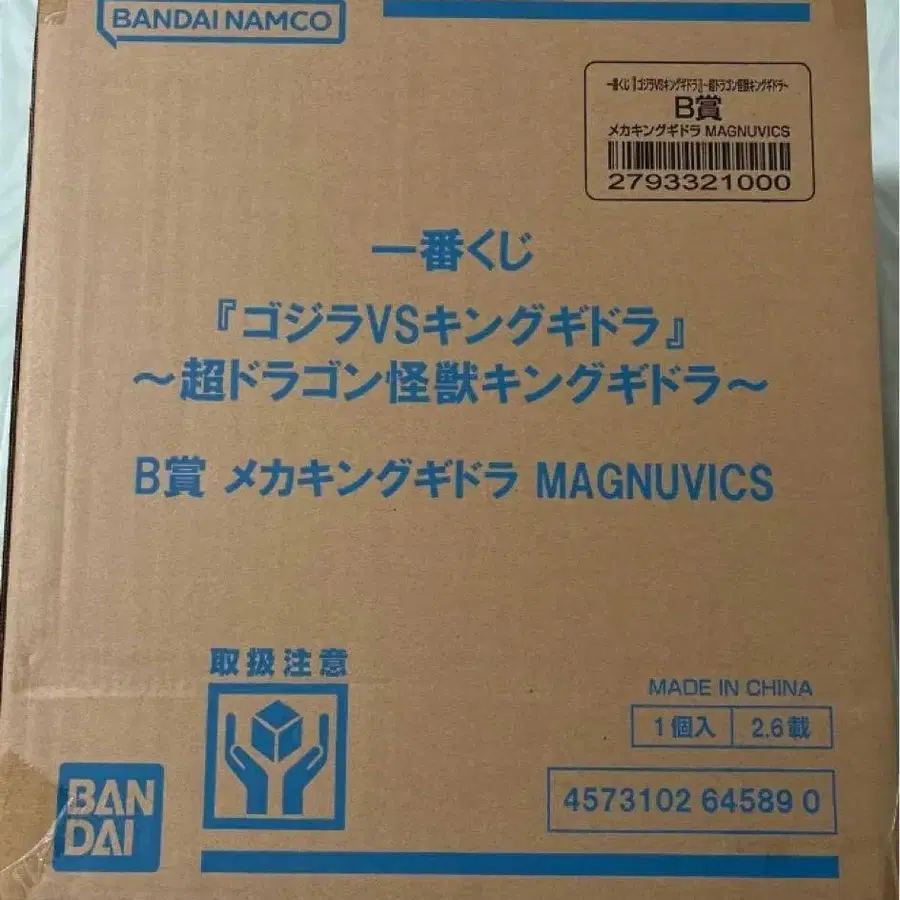 BANDAI NAMCO
一番くじ『ゴジラVSキングギドラ』~超ドラゴン怪獣キングギドラ~
B賞
メカキングギドラ MAGNUVICS
2793321000
一番くじ
『ゴジラVSキングギドラ』
~超ドラゴン怪獣キングギドラ~
B賞 メカキングギドラ MAGNUVICS
取扱注意
MADE IN CHINA
1個入 2.6載
4573102 64589 0
BAN
DAI